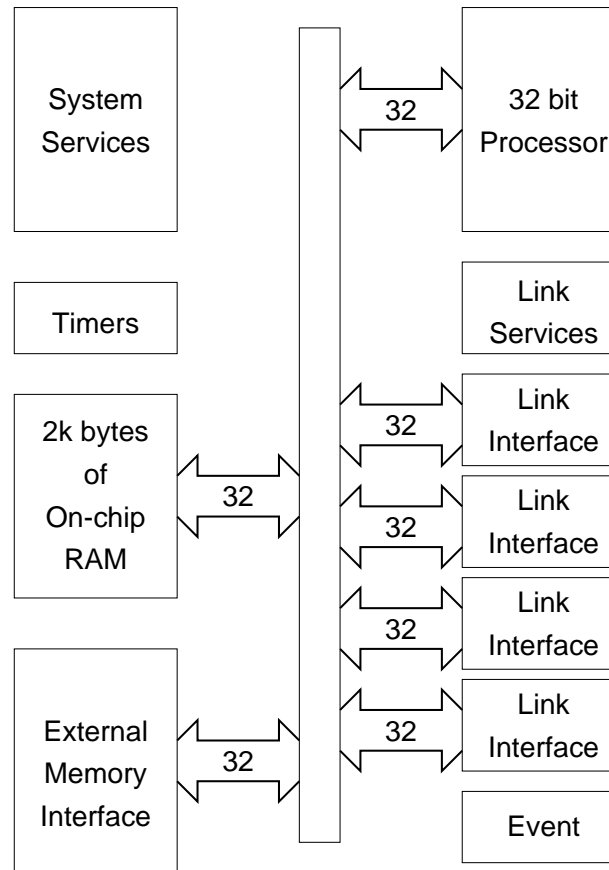 System
Services
Timers
2k bytes
of
On-chip
RAM
32
External
Memory
Interface
32
32
32 bit
Processor
Link
Services
32
Link
Interface
32
Link
Interface
32
Link
Interface
32
Link
Interface
Event